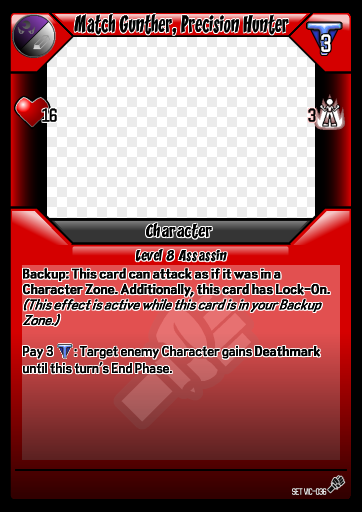 Match Gunther, Precision Hunter
3
16
3
Character
Level 8 Assassin
Backup: This card can attack as if it was in a
Character Zone. Additionally, this card has Lock-On.
(This effect is active while this card is in your Backup
Zone.)
Pay 3 : Target enemy Character gains Deathmark
until this turn's End Phase.
SET VIC-036